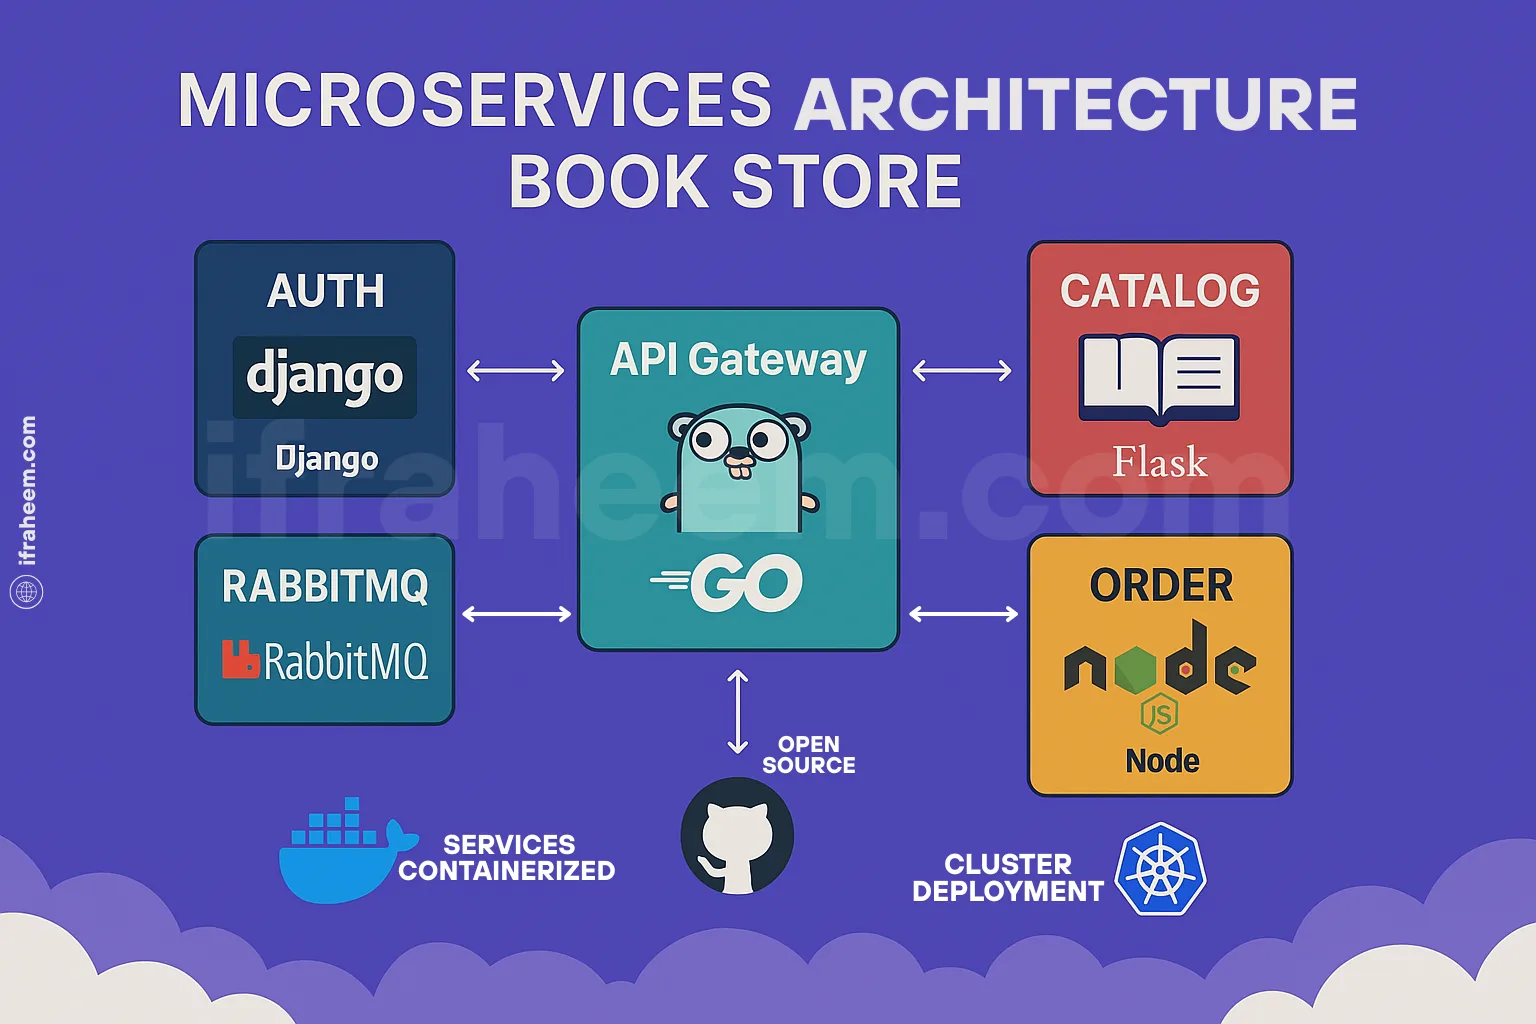 MICROSERVICES ARCHITECTURE
BOOK STORE
AUTH
django
Django
API Gateway
GO
CATALOG
Flask
RABBITMQ
RabbitMQ
ORDER
node
JS
Node
OPEN
SOURCE
SERVICES
CONTAINERIZED
CLUSTER
DEPLOYMENT
ifraheem.com
ifraheem.com